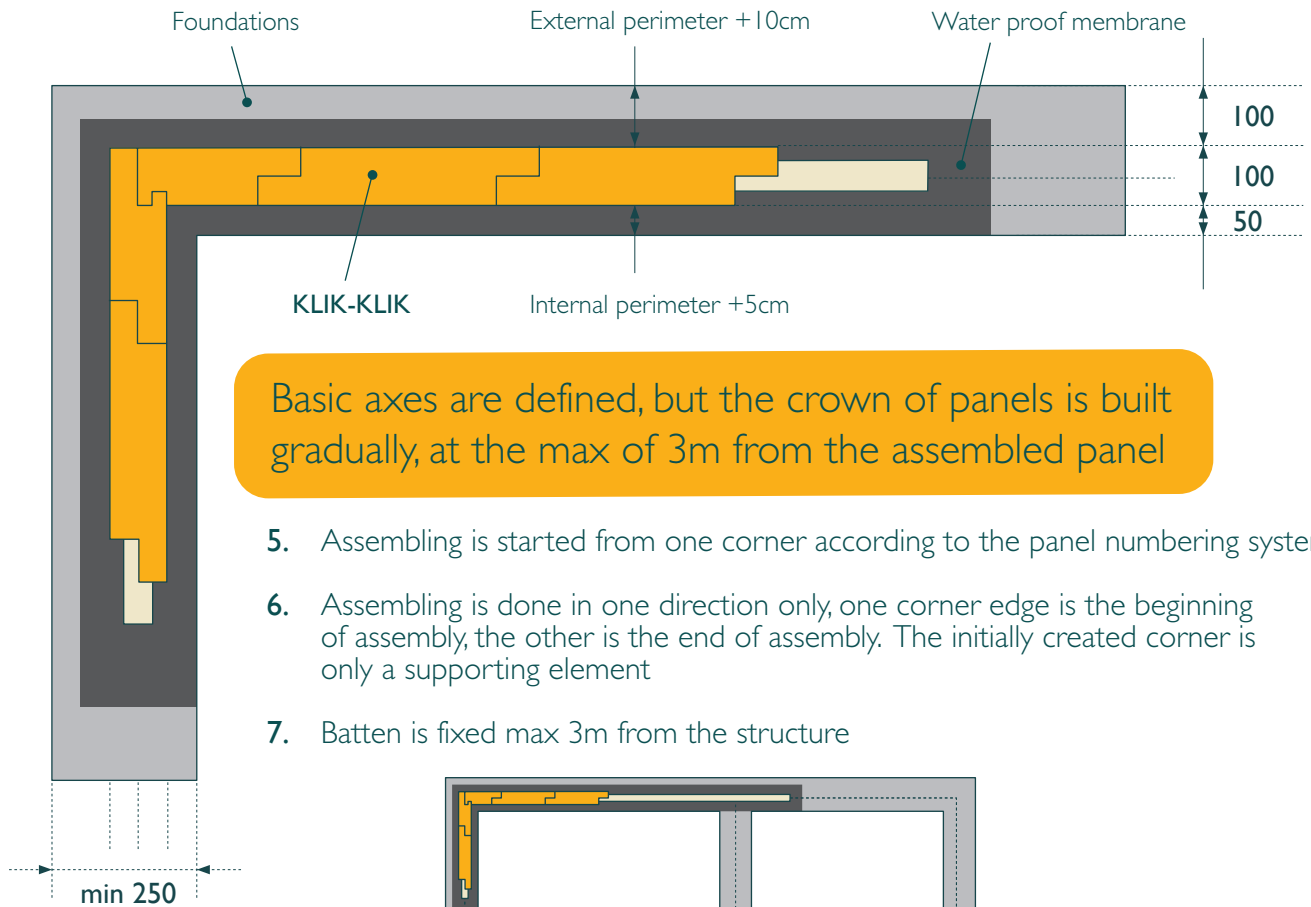 Foundations
External perimeter +10cm
Water proof membrane
100
100
50
KLIK-KLIK
Internal perimeter +5cm
Basic axes are defined, but the crown of panels is built
gradually, at the max of 3m from the assembled panel
5. Assembling is started from one corner according to the panel numbering
6. Assembling is done in one direction only, one corner edge is the beginning
of assembly, the other is the end of assembly. The initially created corner is
only a supporting element
7. Batten is fixed max 3m from the structure
min 250